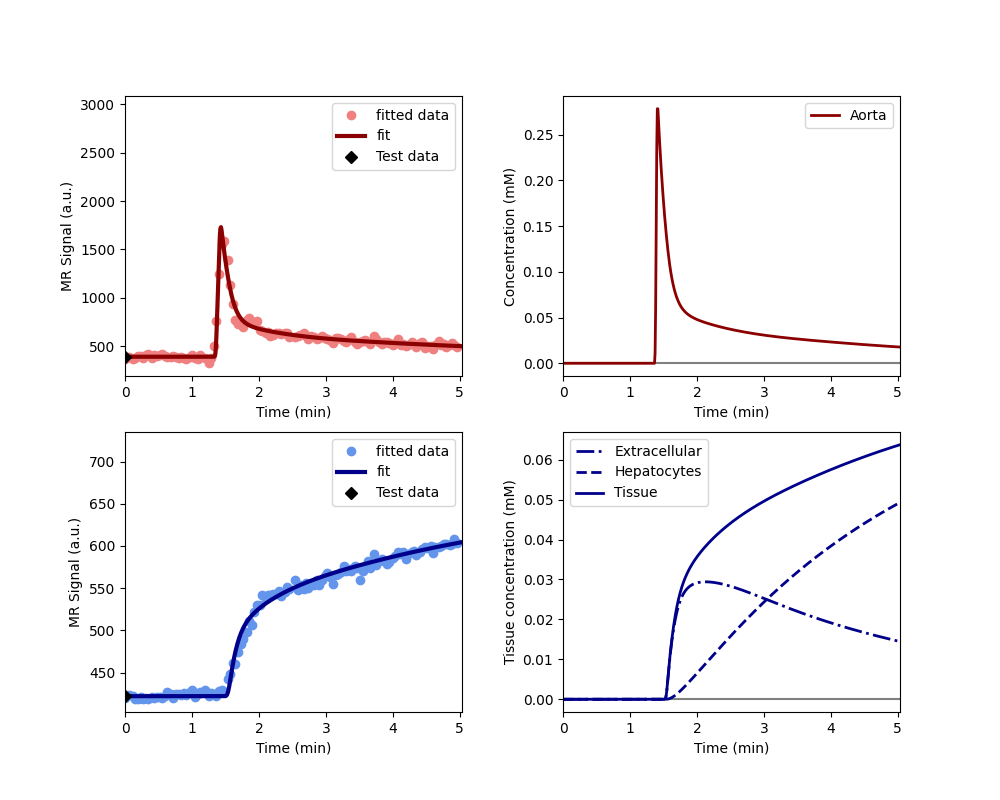 MR Signal (a.u.)
3000
2500
2000
1500
1000
500
fitted data
fit
Test data
0 1 2 3 4 5
Time (min)
Concentration (mM)
0.25
0.20
0.15
0.10
0.05
0.00
Aorta
0 1 2 3 4 5
Time (min)
MR Signal (a.u.)
700
650
600
550
500
450
fitted data
fit
Test data
0 1 2 3 4 5
Time (min)
Tissue concentration (mM)
0.06
0.05
0.04
0.03
0.02
0.01
0.00
Extracellular
Hepatocytes
Tissue
0 1 2 3 4 5
Time (min)